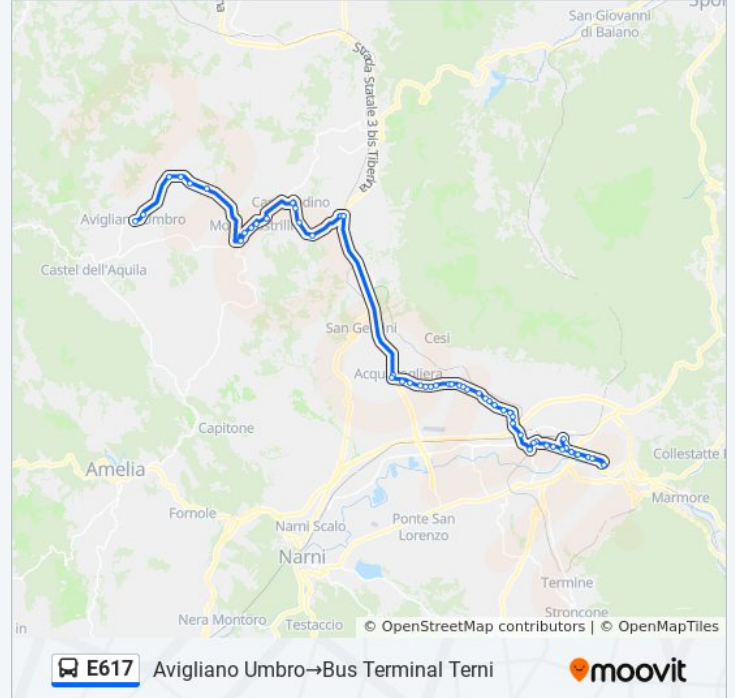 San Giovanni
di Baiano
Strada Statale 3 bis Tiberina
Avigliano Umbro
Castel dell'Aquila
San Gemini
Cesi
Capitone
Amelia
Collestatte
Fornole
Marmore
Narni Scalo
Ponte San
Lorenzo
Narni
Termine
Stroncone
Nera Montoro
Testaccio
© OpenStreetMap contributors | © OpenMapTiles
E617 Avigliano Umbro→Bus Terminal Terni
moovit